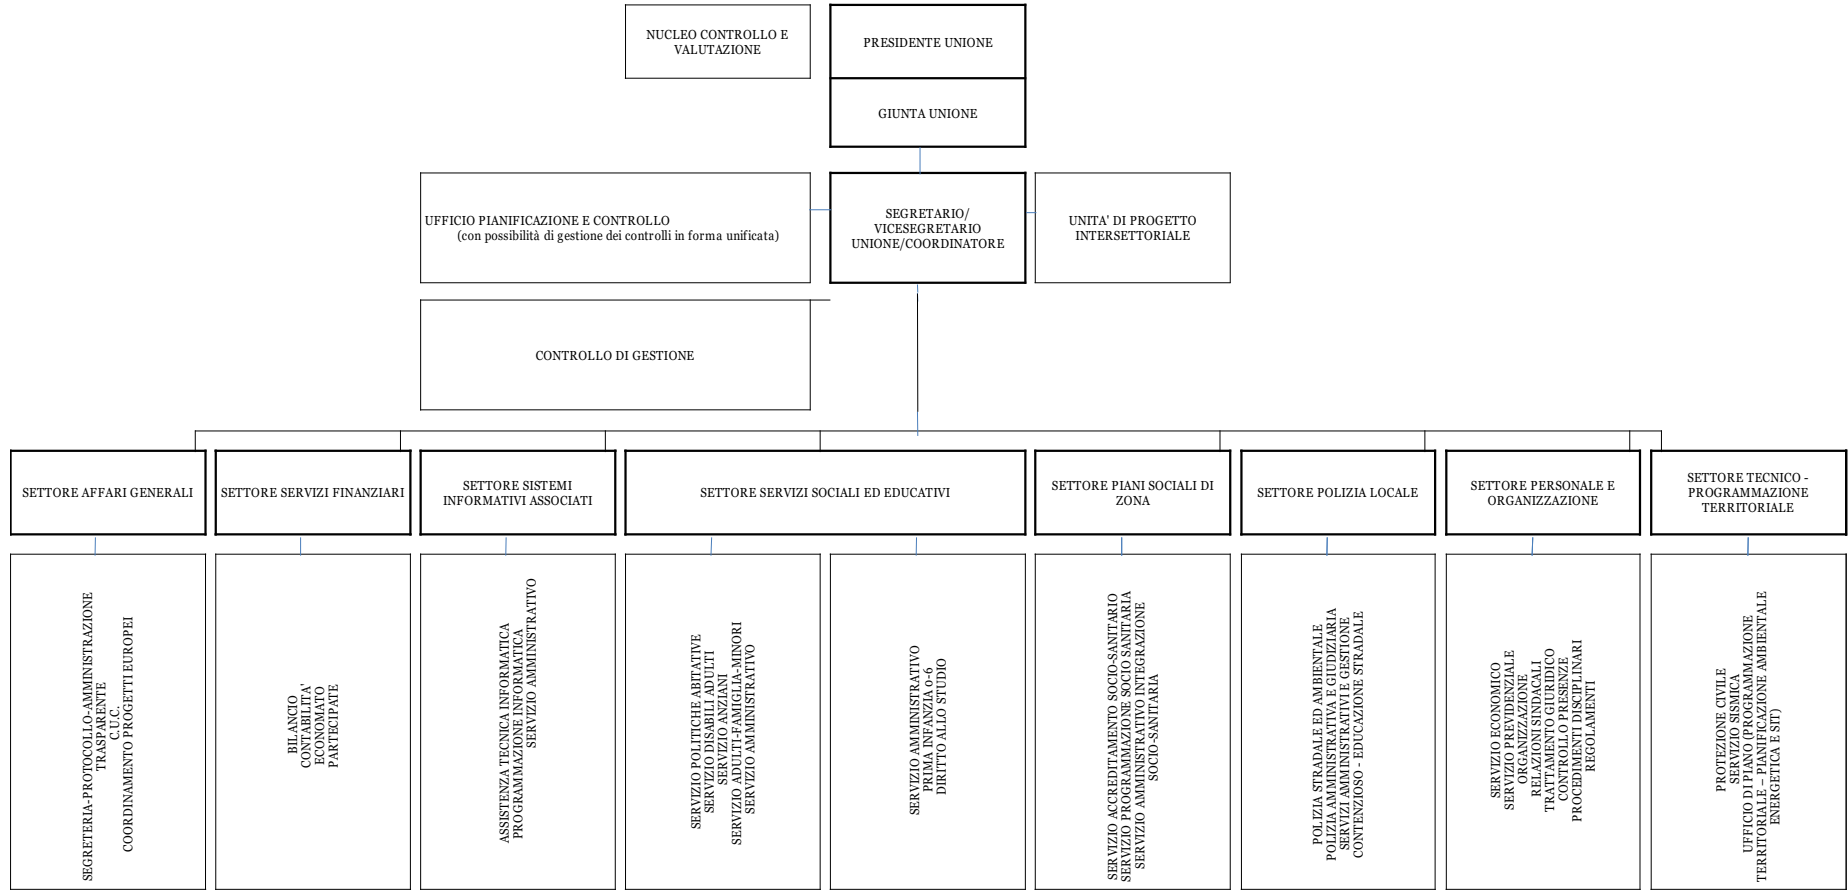 NUCLEO CONTROLLO E
VALUTAZIONE
PRESIDENTE UNIONE
GIUNTA UNIONE
UFFICIO PIANIFICAZIONE E CONTROLLO
(con possibilità di gestione dei controlli in forma unificata)
SEGRETARIO/
VICESEGRETARIO
UNIONE/COORDINATORE
UNITA' DI PROGETTO
INTERSETTORIALE
CONTROLLO DI GESTIONE
SETTORE AFFARI GENERALI
SETTORE SERVIZI FINANZIARI
SETTORE SISTEMI
INFORMATIVI ASSOCIATI
SETTORE SERVIZI SOCIALI ED EDUCATIVI
SETTORE PIANI SOCIALI DI
ZONA
SETTORE POLIZIA LOCALE
SETTORE PERSONALE E
ORGANIZZAZIONE
SETTORE TECNICO -
PROGRAMMAZIONE
TERRITORIALE
SEGRETERIA-PROTOCOLLO-AMMINISTRAZIONE
TRASPARENTE
C.U.C.
COORDINAMENTO PROGETTI EUROPEI
BILANCIO
CONTABILITA'
ECONOMATO
PARTECIPATE
ASSISTENZA TECNICA INFORMATICA
PROGRAMMAZIONE INFORMATICA
SERVIZIO AMMINISTRATIVO
SERVIZIO POLITICHE ABITATIVE
SERVIZIO DISABILI ADULTI
SERVIZIO ANZIANI
SERVIZIO ADULTI-FAMIGLIA-MINORI
SERVIZIO AMMINISTRATIVO
SERVIZIO AMMINISTRATIVO
PRIMA INFANZIA 0-6
DIRITTO ALLO STUDIO
SERVIZIO ACCREDITAMENTO SOCIO-SANITARIO
SERVIZIO PROGRAMMAZIONE SOCIO SANITARIA
SERVIZIO AMMINISTRATIVO INTEGRAZIONE
SOCIO-SANITARIA
POLIZIA STRADALE ED AMBIENTALE
POLIZIA AMMINISTRATIVA E GIUDIZIARIA
SERVIZI AMMINISTRATIVI E GESTIONE
CONTENZIOSO - EDUCAZIONE STRADALE
SERVIZIO ECONOMICO
SERVIZIO PREVIDENZIALE
ORGANIZZAZIONE
RELAZIONI SINDACALI
TRATTAMENTO GIURIDICO
CONTROLLO PRESENZE
PROCEDIMENTI DISCIPLINARI
REGOLAMENTI
PROTEZIONE CIVILE
SERVIZIO SISMICA
UFFICIO DI PIANO (PROGRAMMAZIONE
TERRITORIALE – PIANIFICAZIONE AMBIENTALE
ENERGETICA E SIT)